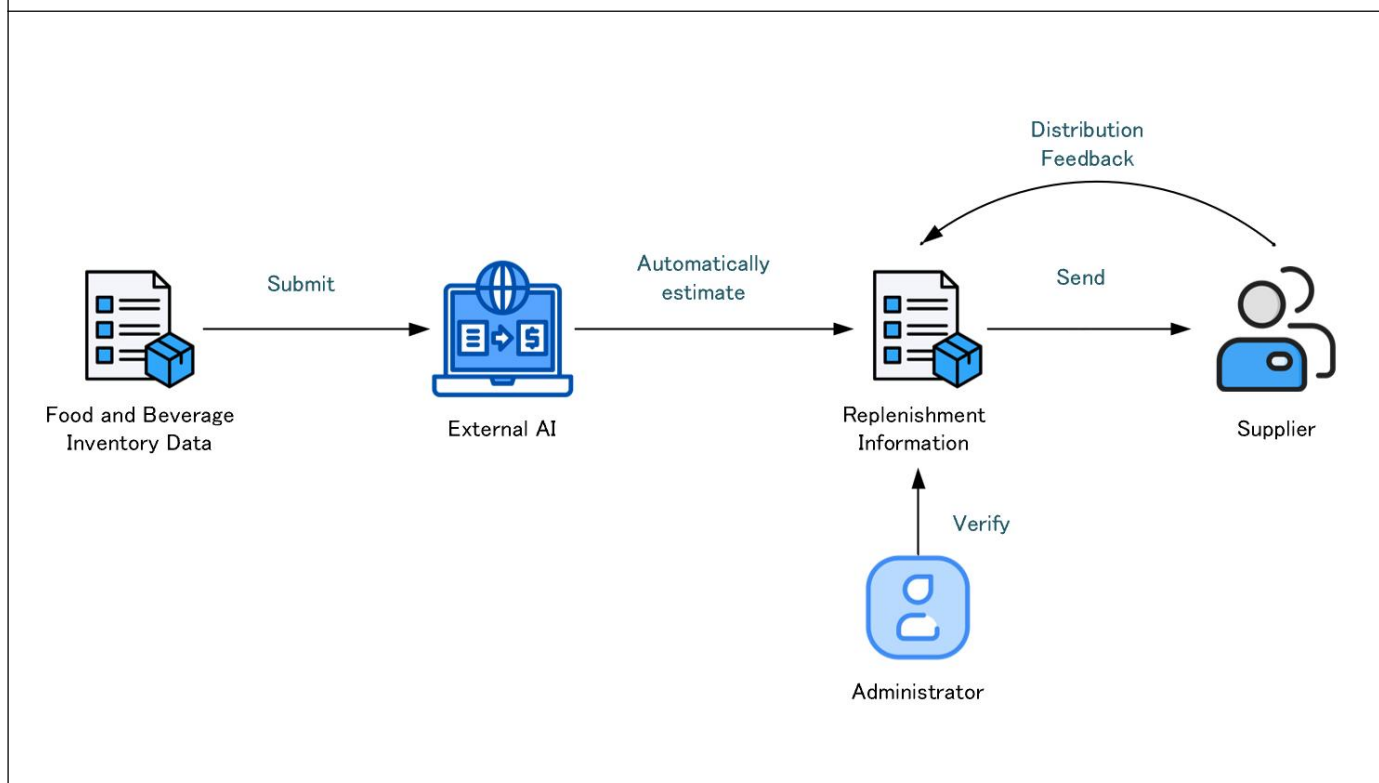 Distribution
Feedback
Submit
Automatically
estimate
Send
Food and Beverage
Inventory Data
External AI
Replenishment
Information
Supplier
Verify
Administrator